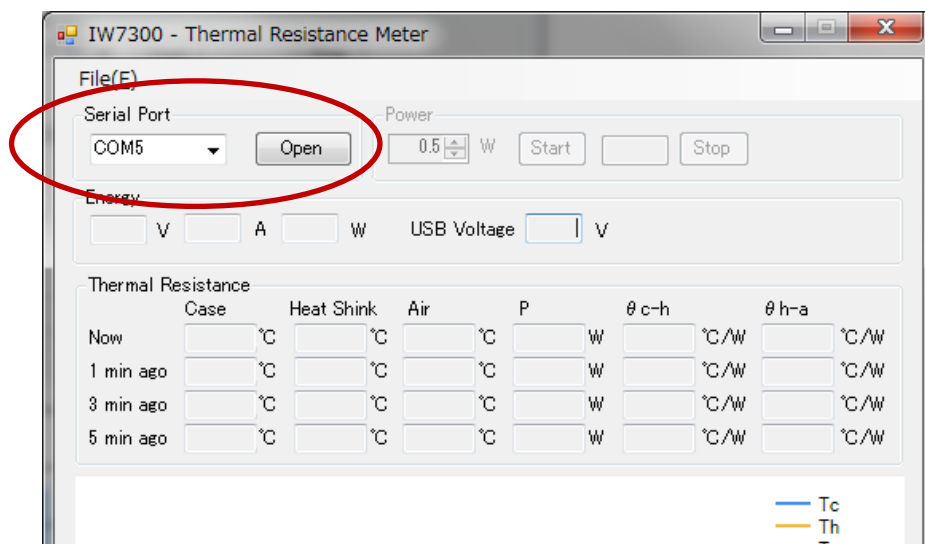 IW7300 - Thermal Resistance Meter
File(F)
Serial Port
COM5 Open
Power
0.5 W Start Stop
Energy
V A W USB Voltage V
Thermal Resistance
Case Heat Shink Air P θc-h θh-a
Now ℃ ℃ ℃ W ℃/W ℃/W
1 min ago ℃ ℃ ℃ W ℃/W ℃/W
3 min ago ℃ ℃ ℃ W ℃/W ℃/W
5 min ago ℃ ℃ ℃ W ℃/W ℃/W
Tc
Th